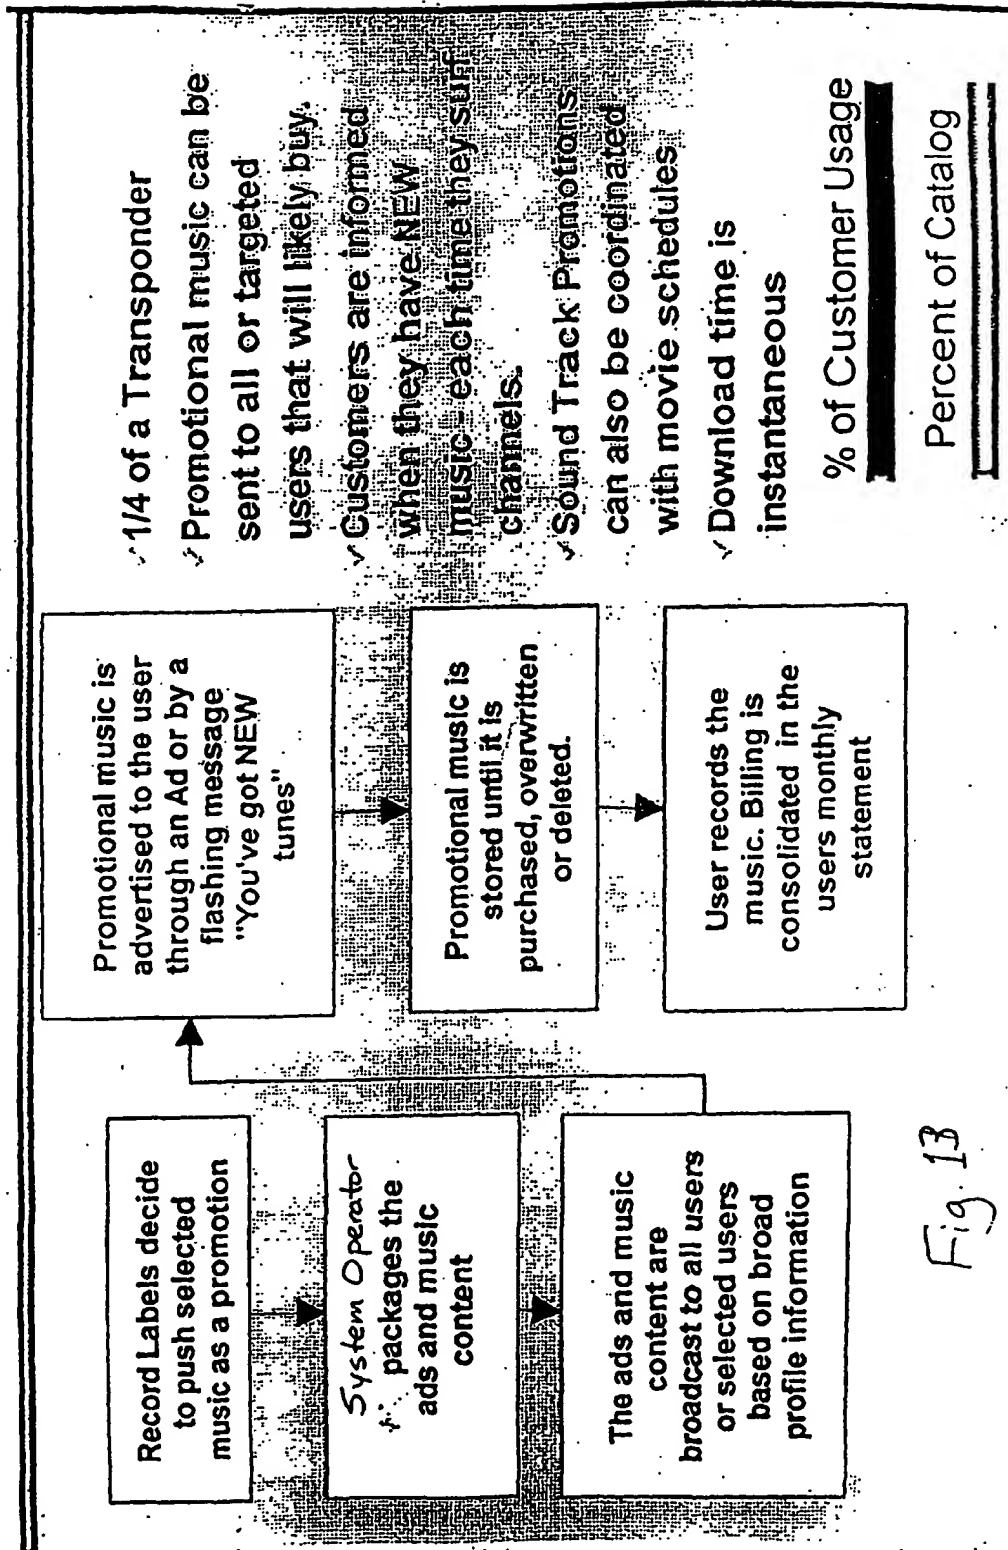 Record Labels decide
to push selected
music as a promotion
System Operator
packages the
ads and music
content
The ads and music
content are
broadcast to all users
or selected users
based on broad
profile information
Promotional music is
advertised to the user
through an Ad or by a
flashing message
"You've got NEW
tunes"
Promotional music is
stored until it is
purchased, overwritten
or deleted.
User records the
music. Billing is
consolidated in the
users monthly
statement
✓ 1/4 of a Transponder
✓ Promotional music can be
sent to all or targeted
users that will likely buy.
✓ Customers are informed
when they have NEW
music - each time they surf
channels.
✓ Sound Track Promotions
can also be coordinated
with movie schedules
✓ Download time is
instantaneous
% of Customer Usage
Percent of Catalog
Fig. 13